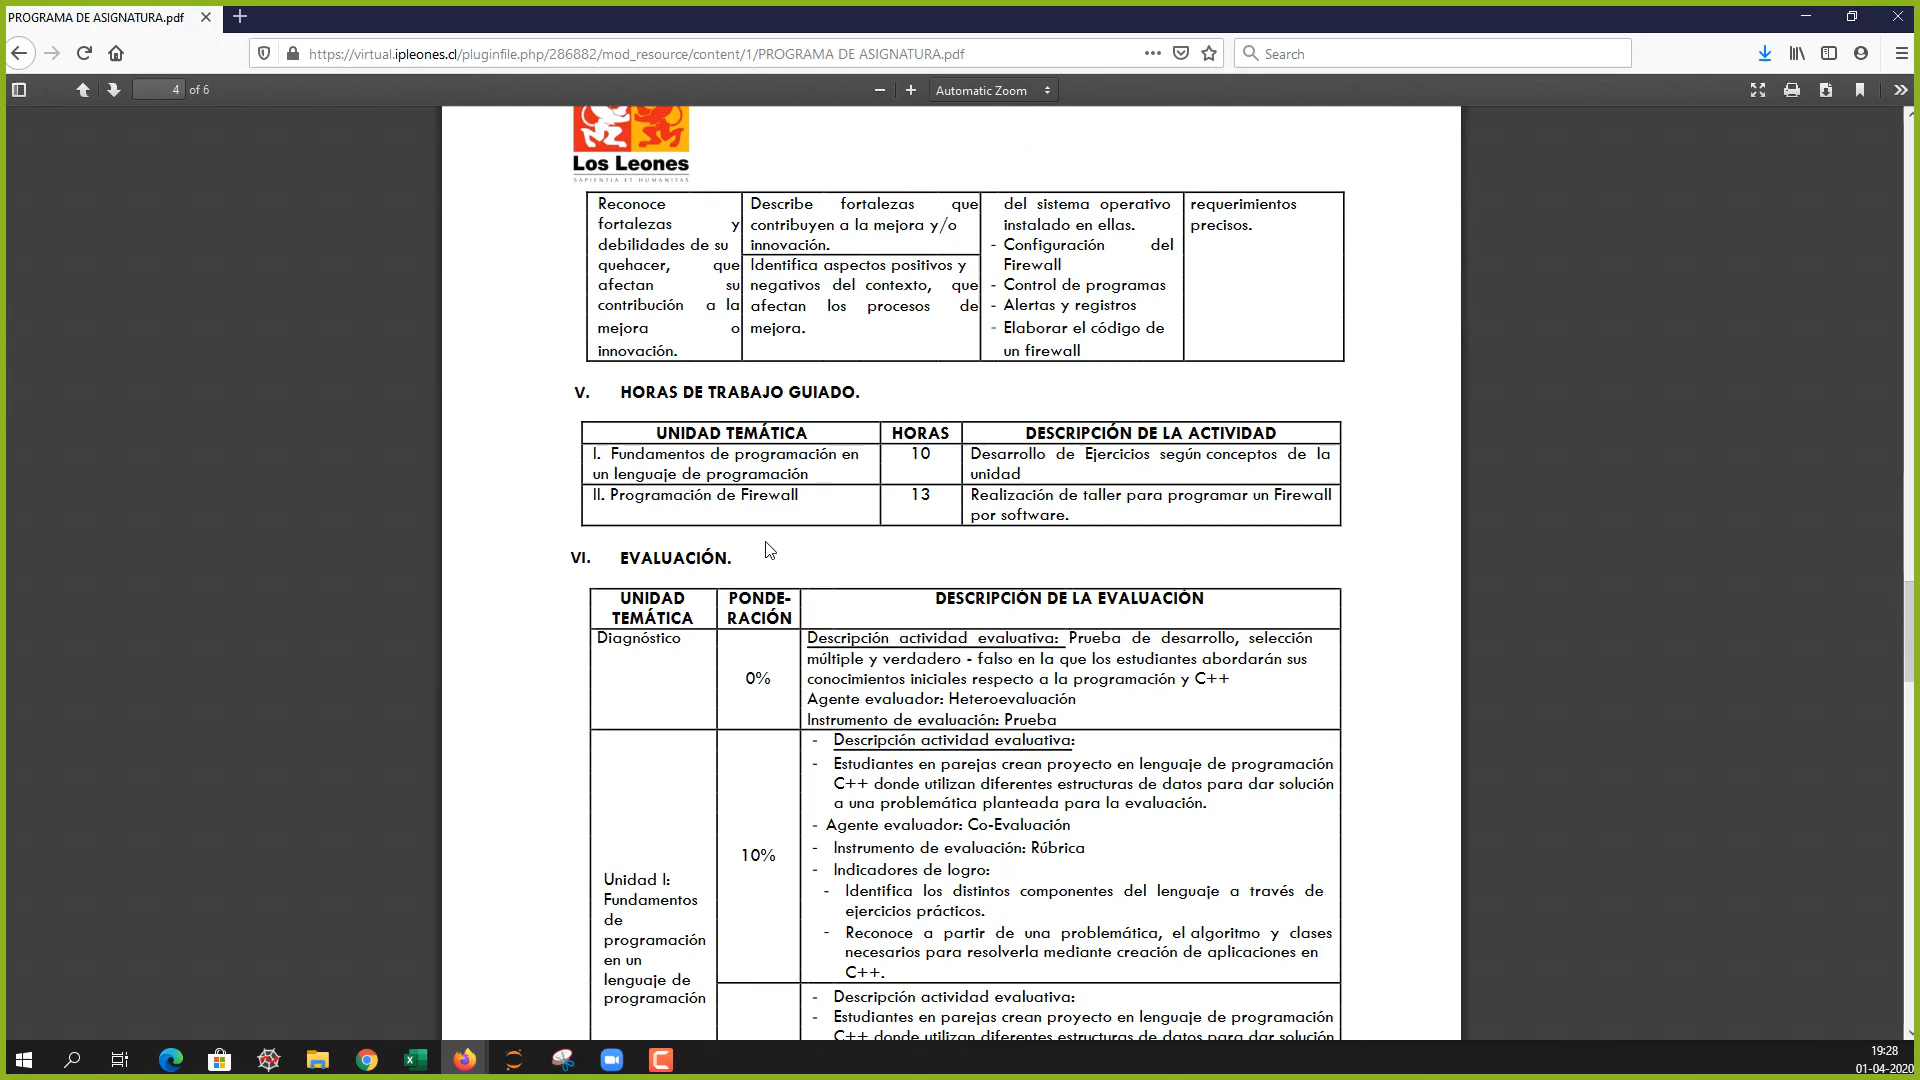 PROGRAMA DE ASIGNATURA.pdf
https://virtual.ipleones.cl/pluginfile.php/286882/mod_resource/content/1/PROGRAMA DE ASIGNATURA.pdf
Search
4 of 6
Automatic Zoom
Los Leones
SAPIENTIA ET HUMANITAS
Reconoce
fortalezas y
debilidades de su
quehacer, que
afectan su
contribución a la
mejora o
innovación.
Describe fortalezas que
contribuyen a la mejora y/o
innovación.
Identifica aspectos positivos y
negativos del contexto, que
afectan los procesos de
mejora.
del sistema operativo
instalado en ellas.
- Configuración del
Firewall
- Control de programas
- Alertas y registros
- Elaborar el código de
un firewall
requerimientos
precisos.
V. HORAS DE TRABAJO GUIADO.
UNIDAD TEMÁTICA HORAS DESCRIPCIÓN DE LA ACTIVIDAD
I. Fundamentos de programación en
un lenguaje de programación
10
Desarrollo de Ejercicios según conceptos de la
unidad
II. Programación de Firewall
13
Realización de taller para programar un Firewall
por software.
VI. EVALUACIÓN.
UNIDAD
TEMÁTICA
PONDE-
RACIÓN
DESCRIPCIÓN DE LA EVALUACIÓN
Diagnóstico
0%
Descripción actividad evaluativa: Prueba de desarrollo, selección
múltiple y verdadero - falso en la que los estudiantes abordarán sus
conocimientos iniciales respecto a la programación y C++
Agente evaluador: Heteroevaluación
Instrumento de evaluación: Prueba
Unidad I:
Fundamentos
de
programación
en un
lenguaje de
programación
10%
- Descripción actividad evaluativa:
- Estudiantes en parejas crean proyecto en lenguaje de programación
C++ donde utilizan diferentes estructuras de datos para dar solución
a una problemática planteada para la evaluación.
- Agente evaluador: Co-Evaluación
- Instrumento de evaluación: Rúbrica
- Indicadores de logro:
- Identifica los distintos componentes del lenguaje a través de
ejercicios prácticos.
- Reconoce a partir de una problemática, el algoritmo y clases
necesarios para resolverla mediante creación de aplicaciones en
C++.
- Descripción actividad evaluativa:
- Estudiantes en parejas crean proyecto en lenguaje de programación
C++ donde utilizan diferentes estructuras de datos para dar solución
19:28
01-04-2020